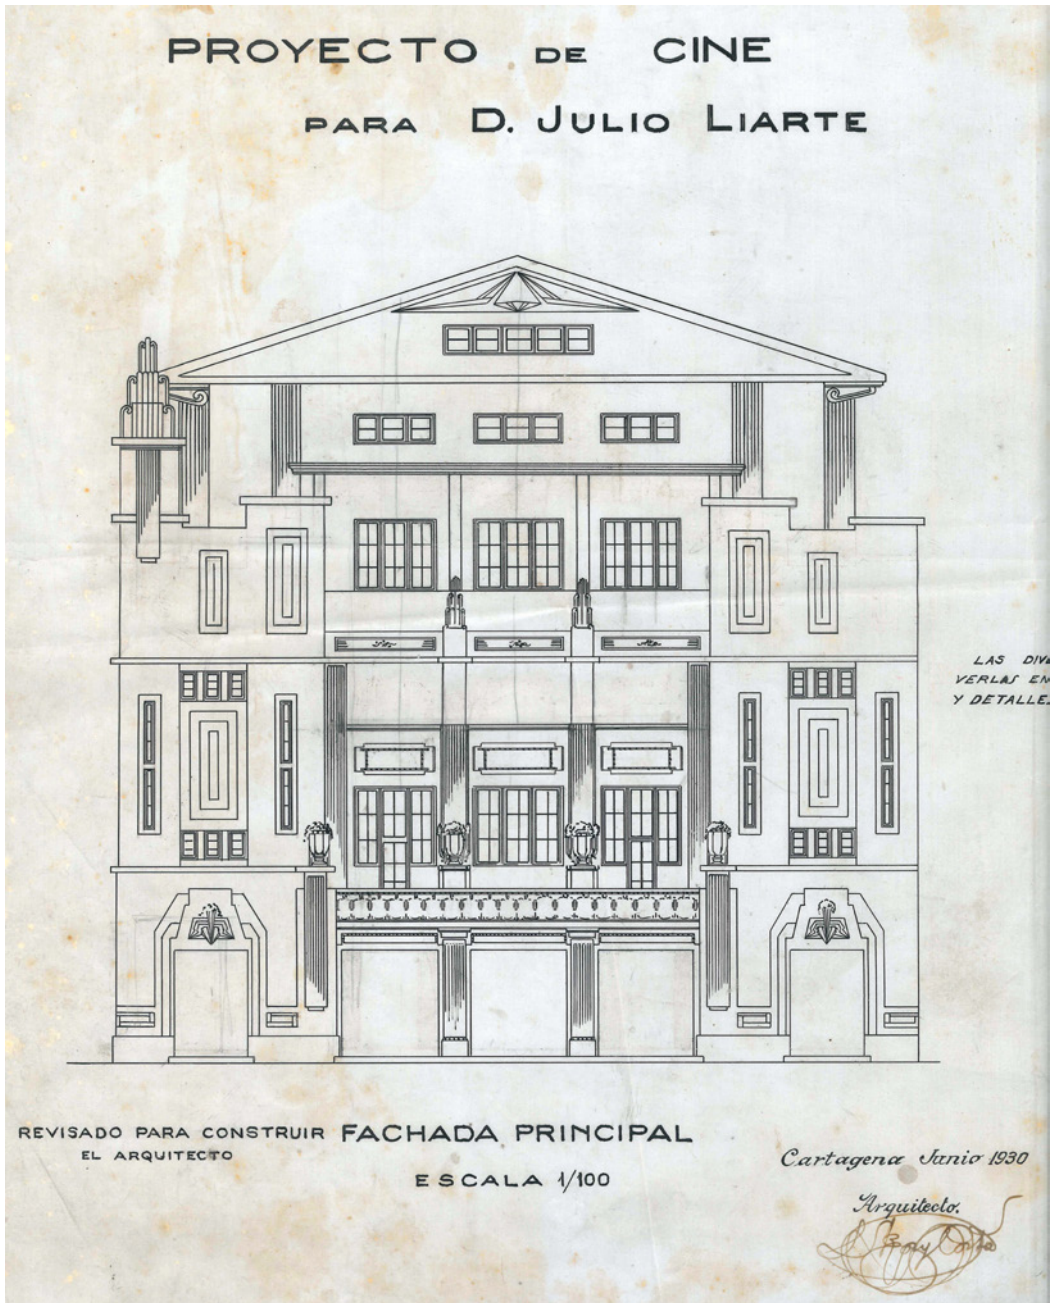 PROYECTO DE CINE
PARA D. JULIO LIARTE
LAS
VERLAS EN
Y DETALLE
REVISADO PARA CONSTRUIR
EL ARQUITECTO
FACHADA PRINCIPAL
ESCALA 1/100
Cartagena Junio 1930
Arquitecto.